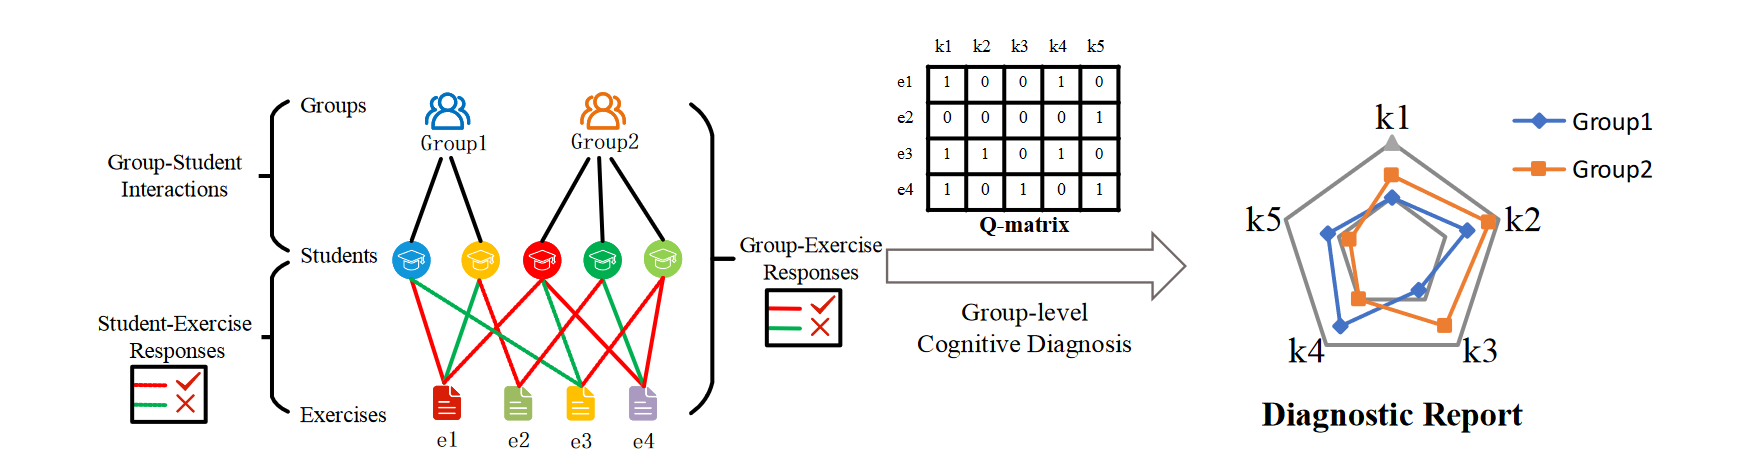 Groups
Group1
Group2
Group-Student
Interactions
Students
Student-Exercise
Responses
Exercises
e1 e2 e3 e4
Group-Exercise
Responses
k1 k2 k3 k4 k5
e1 1 0 0 1 0
e2 0 0 0 0 1
e3 1 1 0 1 0
e4 1 0 1 0 1
Q-matrix
Group-level
Cognitive Diagnosis
k1
k2
k3
k4
k5
Group1
Group2
Diagnostic Report